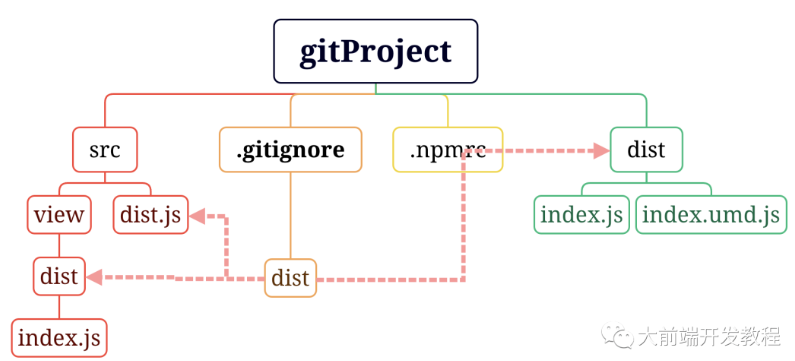 gitProject
src
.gitignore
.npmrc
dist
view
dist.js
index.js
index.umd.js
dist
dist
index.js
大前端开发教程